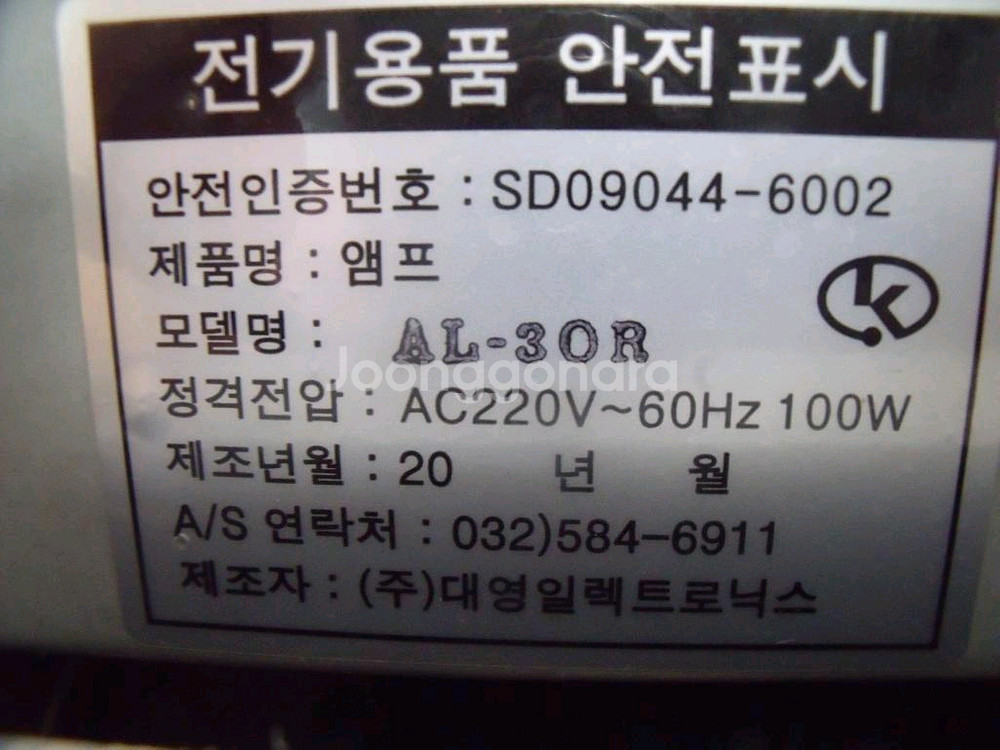 전기용품 안전표시
안전인증번호 : SD09044-6002
제품명 : 앰프
모델명 : AL-30R
Joonggonara
정격전압 : AC220V~60Hz 100W
제조년월 : 20 년 월
A/S 연락처 : 032)584-6911
제조자 : (주)대영일렉트로닉스